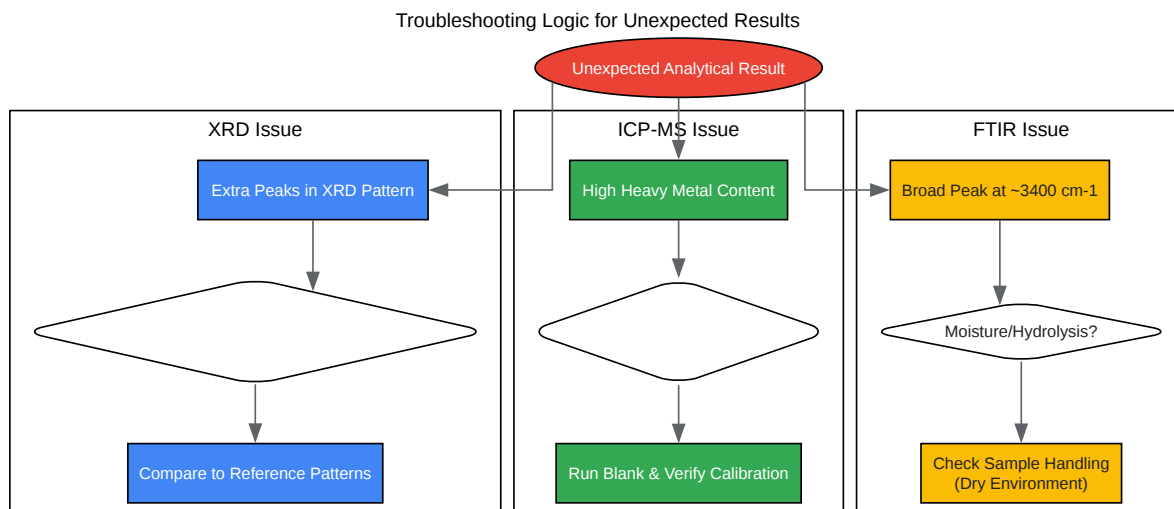 Troubleshooting Logic for Unexpected Results
Unexpected Analytical Result
XRD Issue
ICP-MS Issue
FTIR Issue
Extra Peaks in XRD Pattern
High Heavy Metal Content
Broad Peak at ~3400 cm-1
Moisture/Hydrolysis?
Compare to Reference Patterns
Run Blank & Verify Calibration
Check Sample Handling
(Dry Environment)